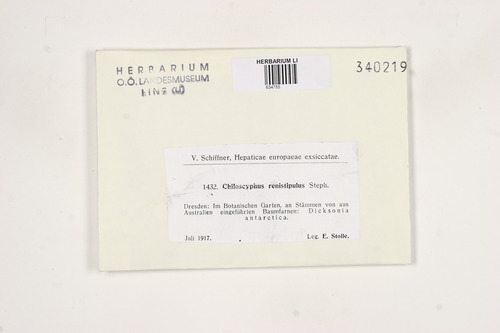 HERBARIUM
O.Ö. LANDESMUSEUM
LINZ
HERBARIUM LI
340219
V. Schiffner, Hepaticae europaeae exsiccatae.
1432. Chiloscyphus renistipulus Steph.
Dresden: Im Botanischen Garten, an Stämmen von aus
Australien eingeführten Baumfarnen: Dicksonia
antarctica.
Juli 1917.
Leg. E. Stolle.